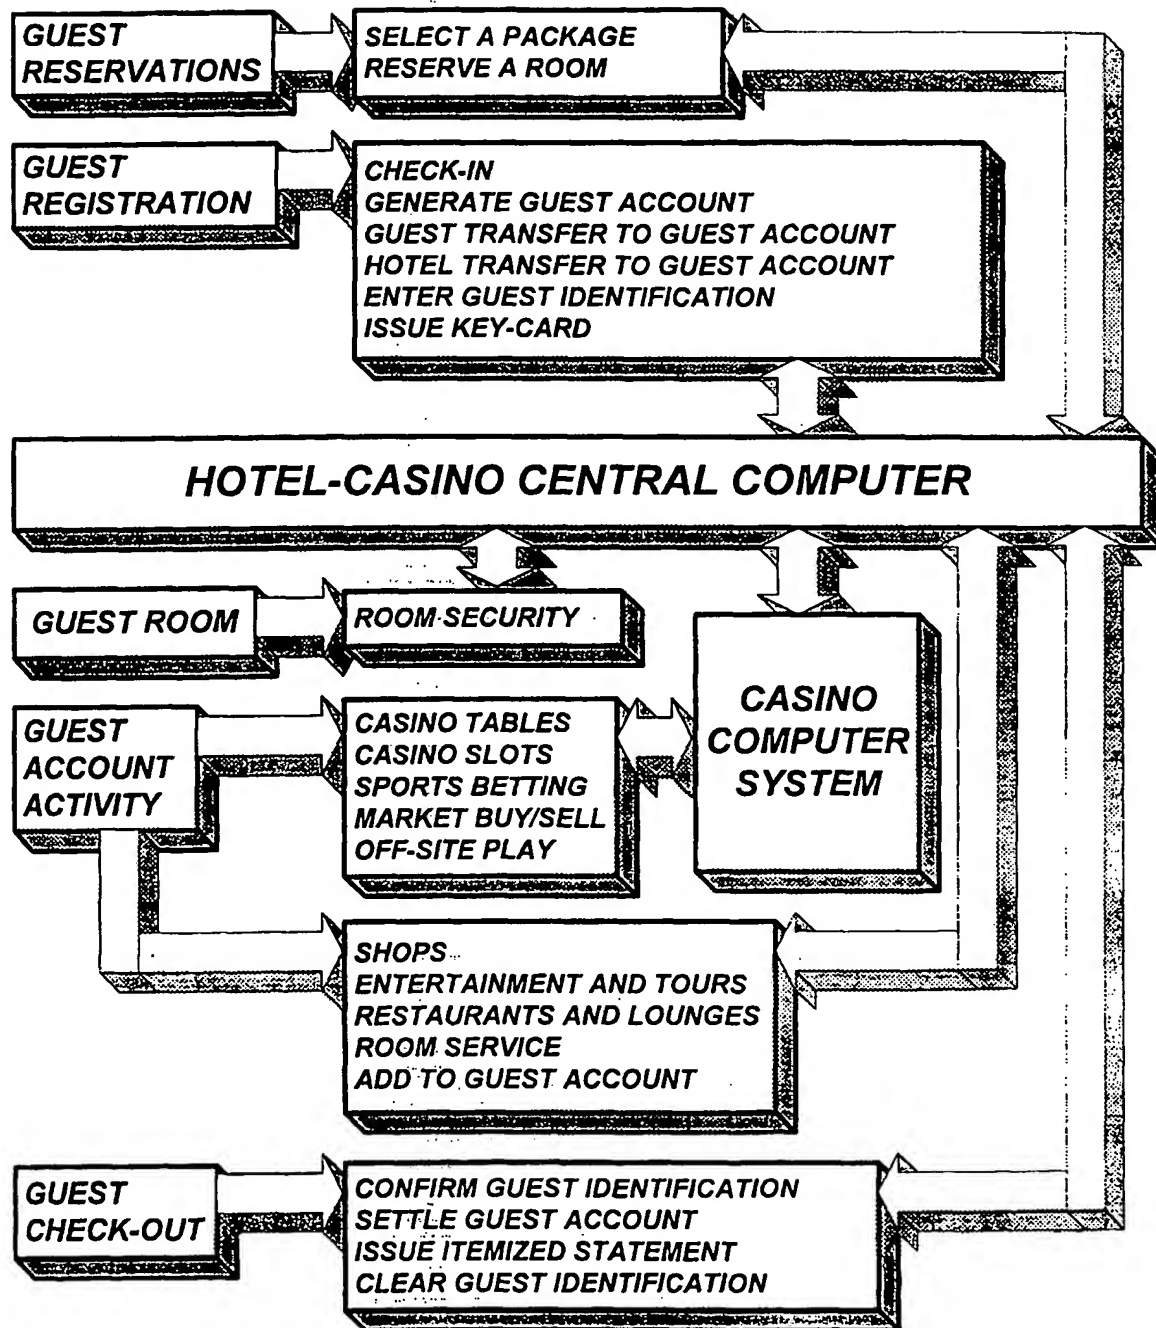 GUEST
RESERVATIONS
SELECT A PACKAGE
RESERVE A ROOM
GUEST
REGISTRATION
CHECK-IN
GENERATE GUEST ACCOUNT
GUEST TRANSFER TO GUEST ACCOUNT
HOTEL TRANSFER TO GUEST ACCOUNT
ENTER GUEST IDENTIFICATION
ISSUE KEY-CARD
HOTEL-CASINO CENTRAL COMPUTER
GUEST ROOM
ROOM SECURITY
GUEST
ACCOUNT
ACTIVITY
CASINO TABLES
CASINO SLOTS
SPORTS BETTING
MARKET BUY/SELL
OFF-SITE PLAY
CASINO
COMPUTER
SYSTEM
SHOPS
ENTERTAINMENT AND TOURS
RESTAURANTS AND LOUNGES
ROOM SERVICE
ADD TO GUEST ACCOUNT
GUEST
CHECK-OUT
CONFIRM GUEST IDENTIFICATION
SETTLE GUEST ACCOUNT
ISSUE ITEMIZED STATEMENT
CLEAR GUEST IDENTIFICATION